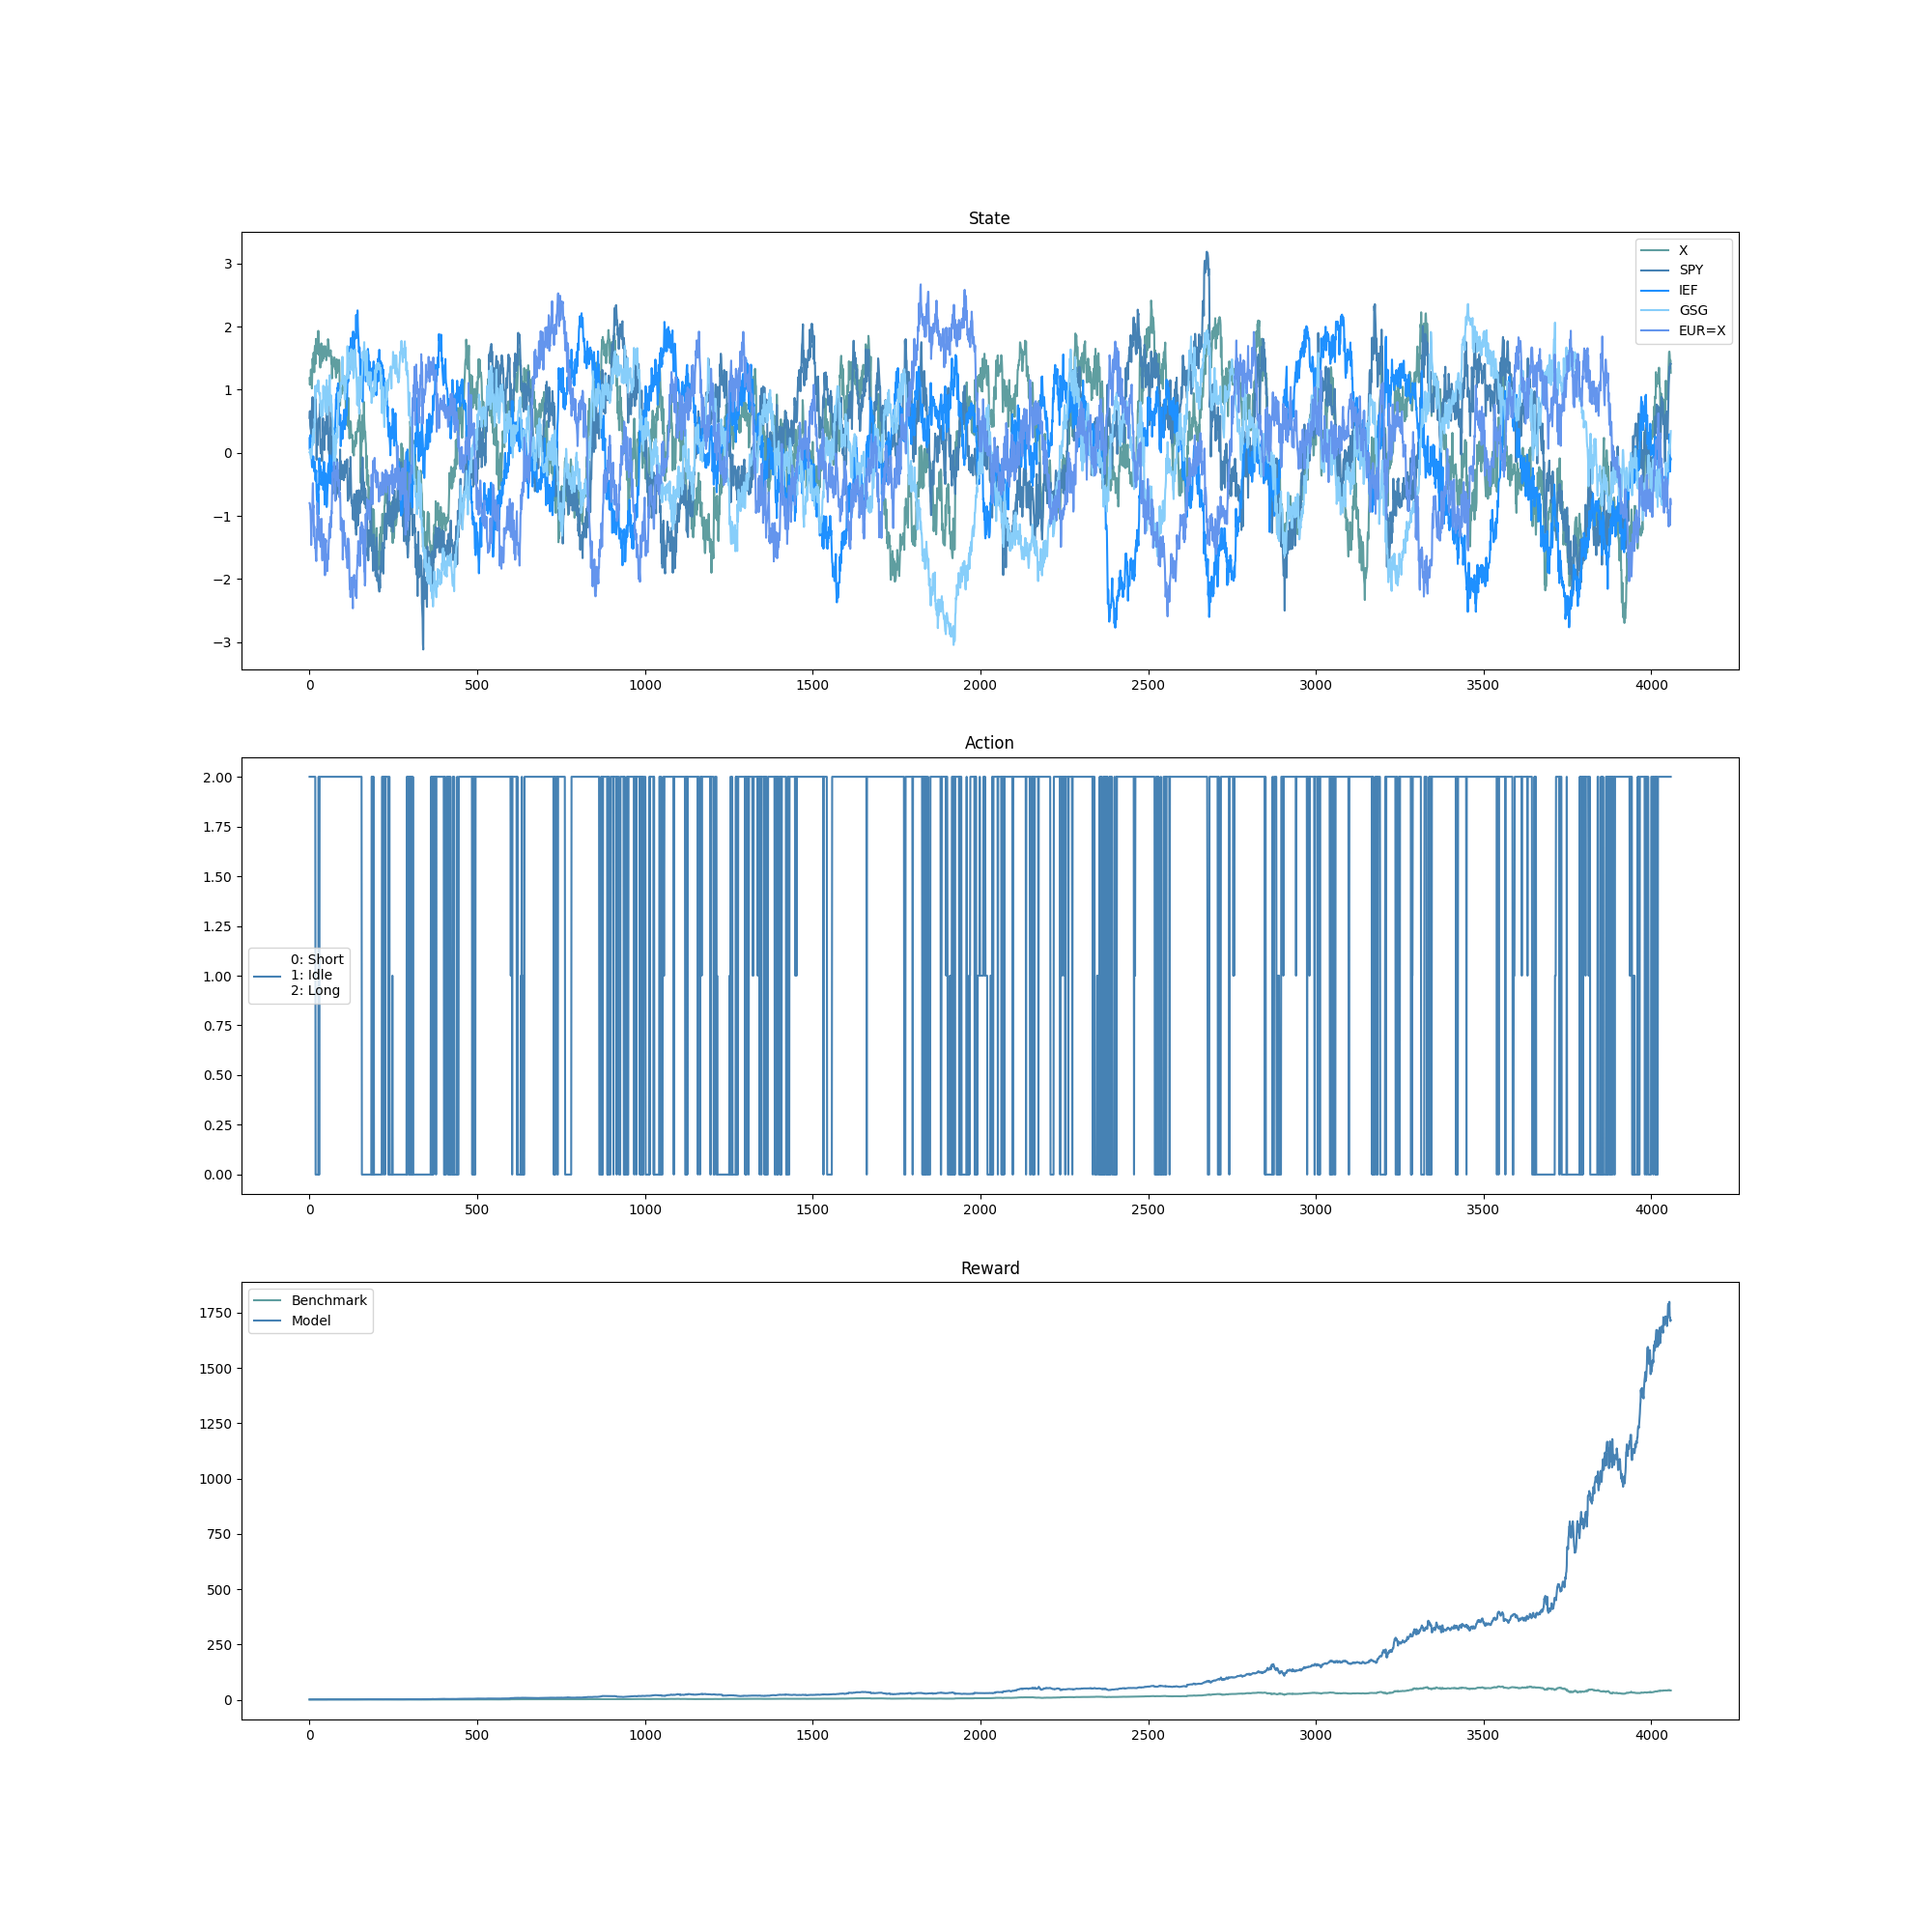 State
3
2
1
0
−1
−2
−3
X
SPY
IEF
GSG
EUR=X
0 500 1000 1500 2000 2500 3000 3500 4000
Action
2.00
1.75
1.50
1.25
1.00
0.75
0.50
0.25
0.00
0: Short
1: Idle
2: Long
0 500 1000 1500 2000 2500 3000 3500 4000
Reward
Benchmark
Model
1750
1500
1250
1000
750
500
250
0
0 500 1000 1500 2000 2500 3000 3500 4000